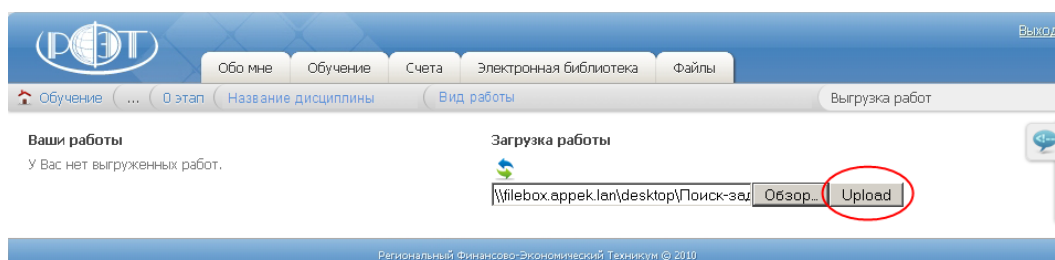 РФЭТ
Выход
Обо мне Обучение Счета Электронная библиотека Файлы
Обучение ( ... ( 0 этап ( Название дисциплины ( Вид работы ( Выгрузка работ
Ваши работы Загрузка работы
У Вас нет выгруженных работ.
\\filebox.appek.lan\desktop\Поиск-зад Обзор... Upload
Региональный Финансово-Экономический Техникум © 2010